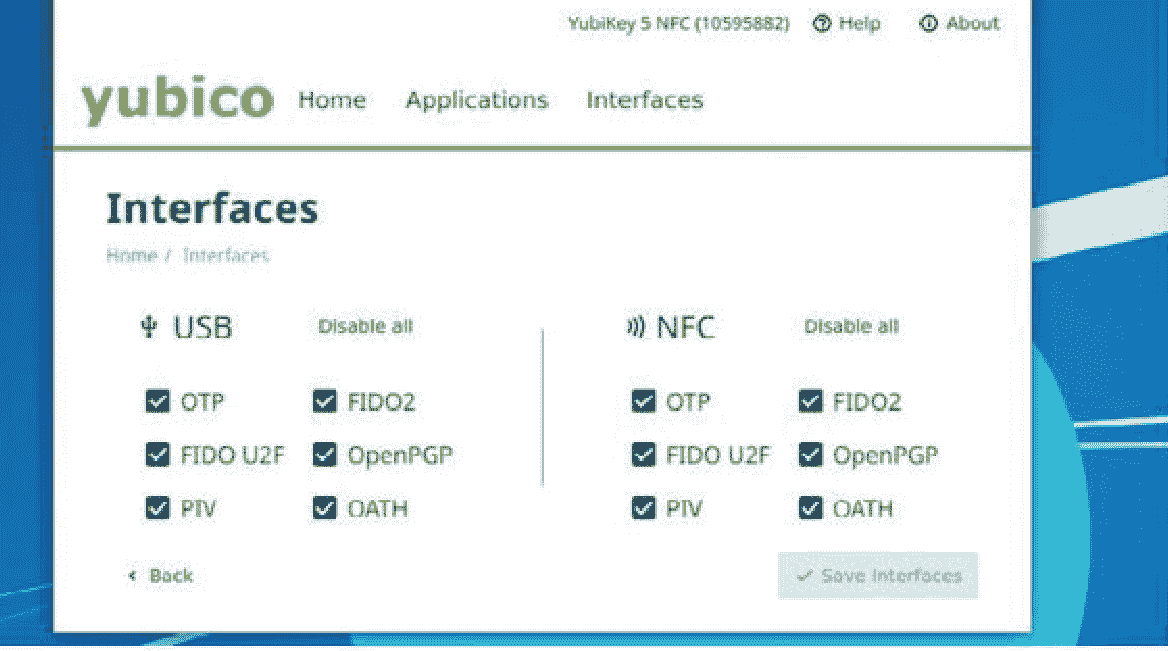 YubiKey 5 NFC (10595882) Help About
yubico Home Applications Interfaces
Interfaces
Home / Interfaces
USB Disable all
OTP FIDO2
FIDO U2F OpenPGP
PIV OATH
NFC Disable all
OTP FIDO2
FIDO U2F OpenPGP
PIV OATH
Back Save Interfaces